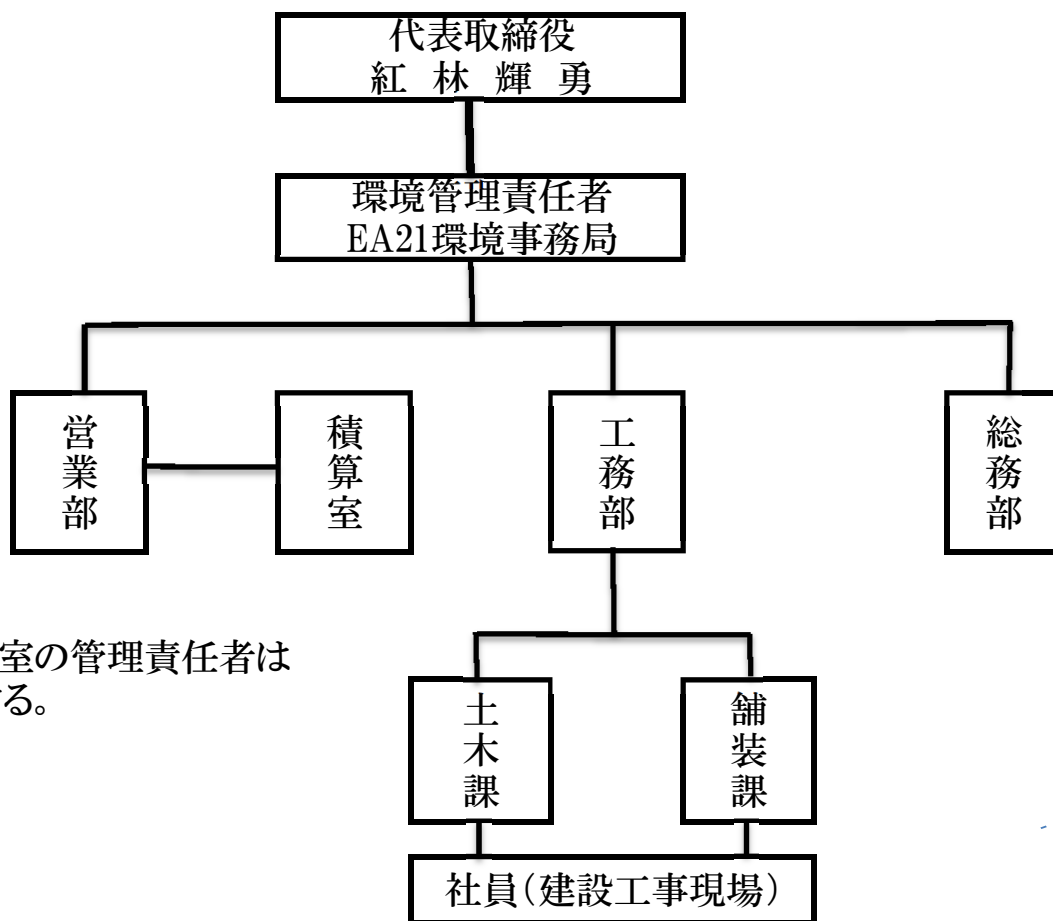 代表取締役
紅 林 輝 勇
環境管理責任者
EA21環境事務局
営業部
積算室
工務部
総務部
室の管理責任者は
る。
土木課
舗装課
社員(建設工事現場)